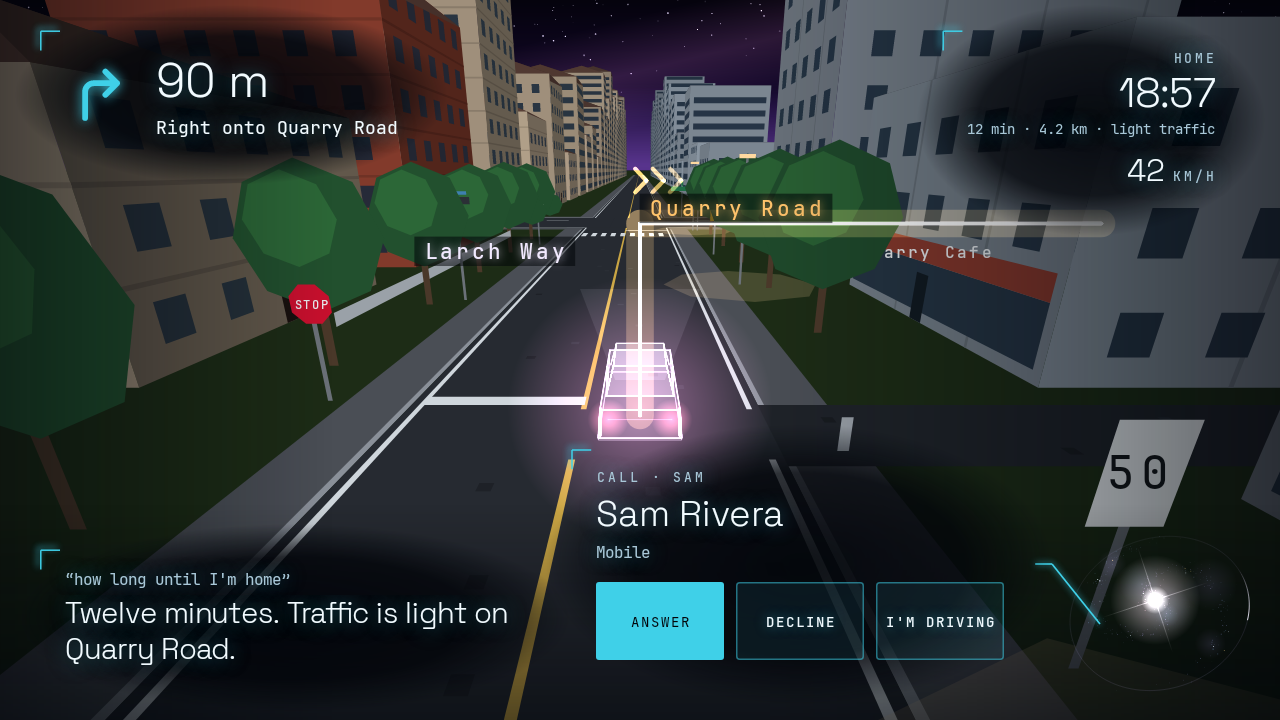 90 m
Right onto Quarry Road
HOME
18:57
12 min · 4.2 km · light traffic
42 KM/H
Quarry Road
Larch Way
arry Cafe
STOP
50
CALL · SAM
Sam Rivera
Mobile
ANSWER
DECLINE
I'M DRIVING
“how long until I'm home”
Twelve minutes. Traffic is light on
Quarry Road.